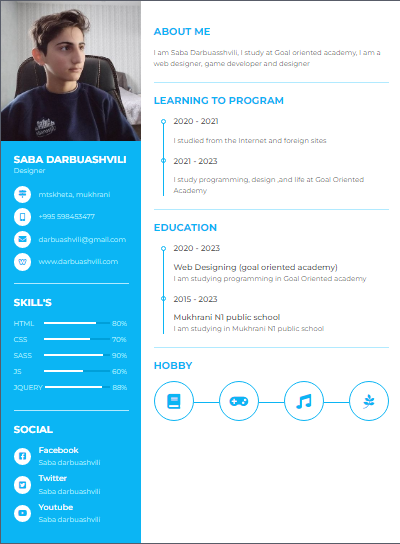 SABA DARBUASHVILI
Designer
mtskheta, mukhrani
+995 598453477
darbuashvili@gmail.com
www.darbuashvili.com
SKILL'S
HTML 80%
CSS 70%
SASS 90%
JS 60%
JQUERY 88%
SOCIAL
Facebook
Saba darbuashvili
Twitter
Saba darbuashvili
Youtube
Saba darbuashvili
ABOUT ME
I am Saba Darbuasshvili, I study at Goal oriented academy, I am a
web designer, game developer and designer
LEARNING TO PROGRAM
2020 - 2021
I studied from the Internet and foreign sites
2021 - 2023
I study programming, design ,and life at Goal Oriented
Academy
EDUCATION
2020 - 2023
Web Designing (goal oriented academy)
I am studying programming in Goal Oriented Academy
2015 - 2023
Mukhrani N1 public school
I am studying in Mukhrani N1 public school
HOBBY